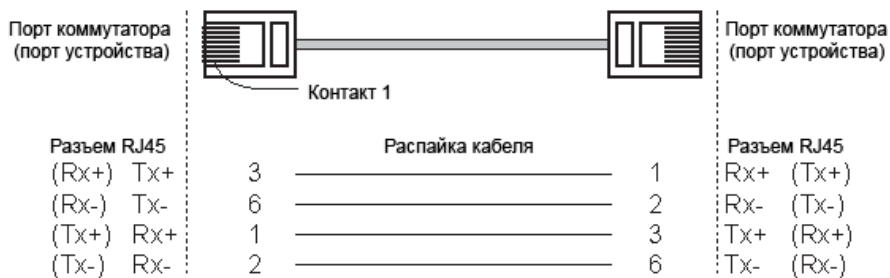 Порт коммутатора
(порт устройства)
Порт коммутатора
(порт устройства)
Контакт 1
Разъем RJ45 Распайка кабеля Разъем RJ45
(Rx+) Tx+ 3 1 Rx+ (Tx+)
(Rx-) Tx- 6 2 Rx- (Tx-)
(Tx+) Rx+ 1 3 Tx+ (Rx+)
(Tx-) Rx- 2 6 Tx- (Rx-)